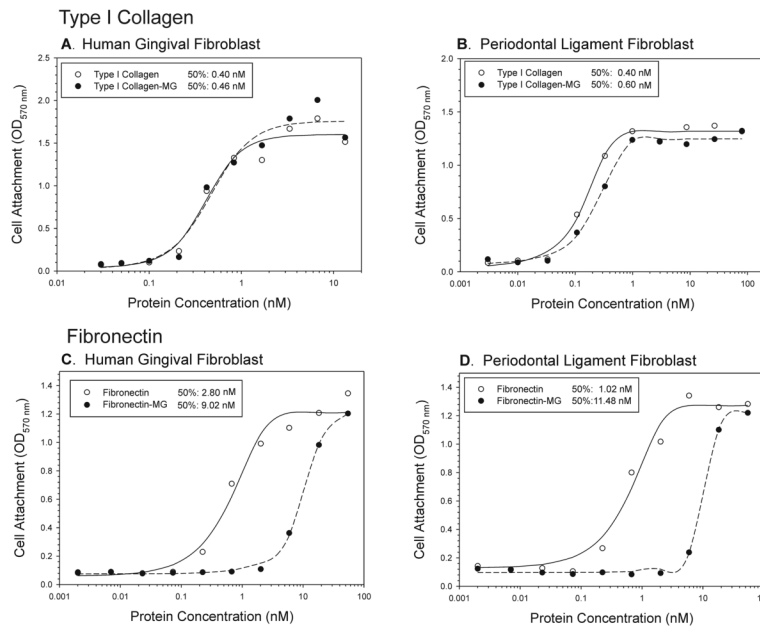 Type I Collagen
A. Human Gingival Fibroblast
Type I Collagen 50%: 0.40 nM
Type I Collagen-MG 50%: 0.46 nM
Cell Attachment (OD570 nm)
2.5
2.0
1.5
1.0
0.5
0.0
0.01 0.1 1 10
Protein Concentration (nM)
B. Periodontal Ligament Fibroblast
Type I Collagen 50%: 0.40 nM
Type I Collagen-MG 50%: 0.60 nM
Cell Attachment (OD570 nm)
2.0
1.5
1.0
0.5
0.0
0.001 0.01 0.1 1 10 100
Protein Concentration (nM)
Fibronectin
C. Human Gingival Fibroblast
Fibronectin 50%: 2.80 nM
Fibronectin-MG 50%: 9.02 nM
Cell Attachment (OD570 nm)
1.4
1.2
1.0
0.8
0.6
0.4
0.2
0.0
0.001 0.01 0.1 1 10 100
Protein Concentration (nM)
D. Periodontal Ligament Fibroblast
Fibronectin 50%: 1.02 nM
Fibronectin-MG 50%:11.48 nM
Cell Attachment (OD570 nm)
1.4
1.2
1.0
0.8
0.6
0.4
0.2
0.0
0.001 0.01 0.1 1 10
Protein Concentration (nM)